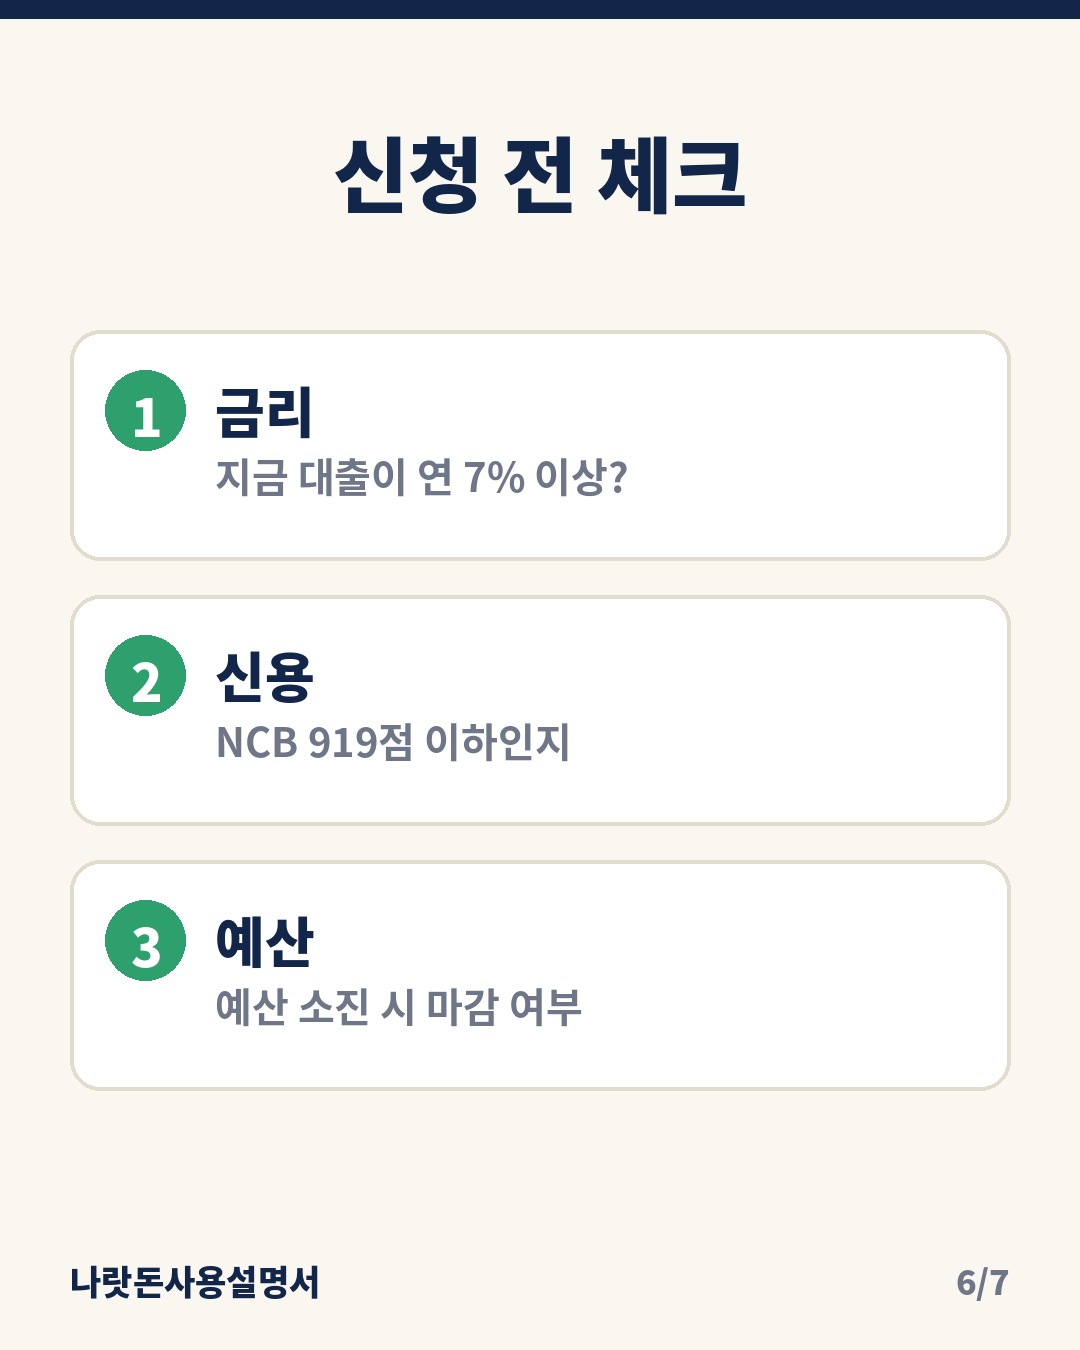 신청 전 체크
1 금리
지금 대출이 연 7% 이상?
2 신용
NCB 919점 이하인지
3 예산
예산 소진 시 마감 여부
나랏돈사용설명서
6/7